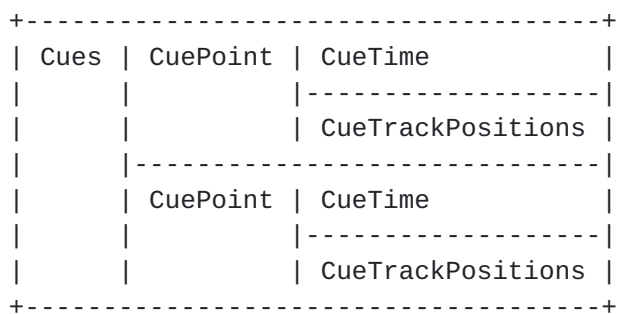 +-------------------------------------+
| Cues | CuePoint | CueTime           |
|      |          |-------------------|
|      |          | CueTrackPositions |
|      |------------------------------|
|      | CuePoint | CueTime           |
|      |          |-------------------|
|      |          | CueTrackPositions |
+-------------------------------------+